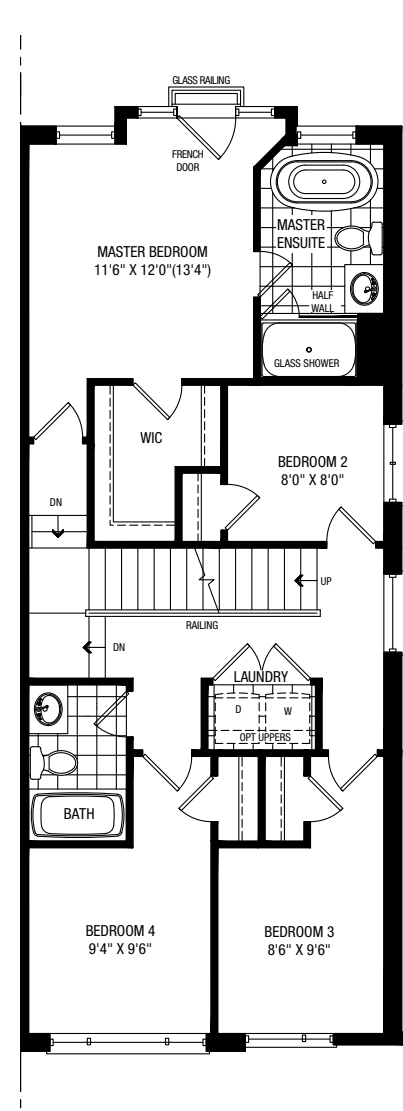 GLASS RAILING
FRENCH
DOOR
MASTER BEDROOM
11'6" X 12'0"(13'4")
MASTER
ENSUITE
HALF
WALL
GLASS SHOWER
WIC
BEDROOM 2
8'0" X 8'0"
DN
UP
RAILING
DN
LAUNDRY
D
W
OPT UPPERS
BATH
BEDROOM 4
9'4" X 9'6"
BEDROOM 3
8'6" X 9'6"